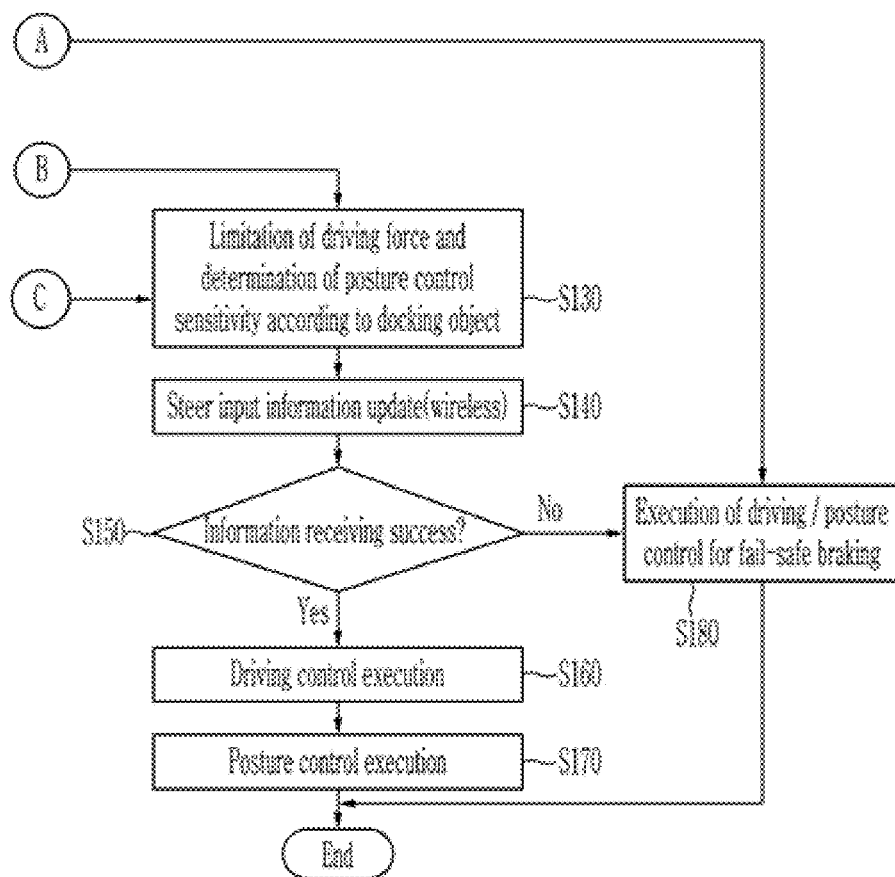 A
B
Limitation of driving force and
determination of posture control
sensitivity according to docking object
C
S130
Steer input information update(wireless)
S140
S150
Information receiving success?
No
Execution of driving / posture
control for fail-safe braking
S180
Yes
Driving control execution
S160
Posture control execution
S170
End